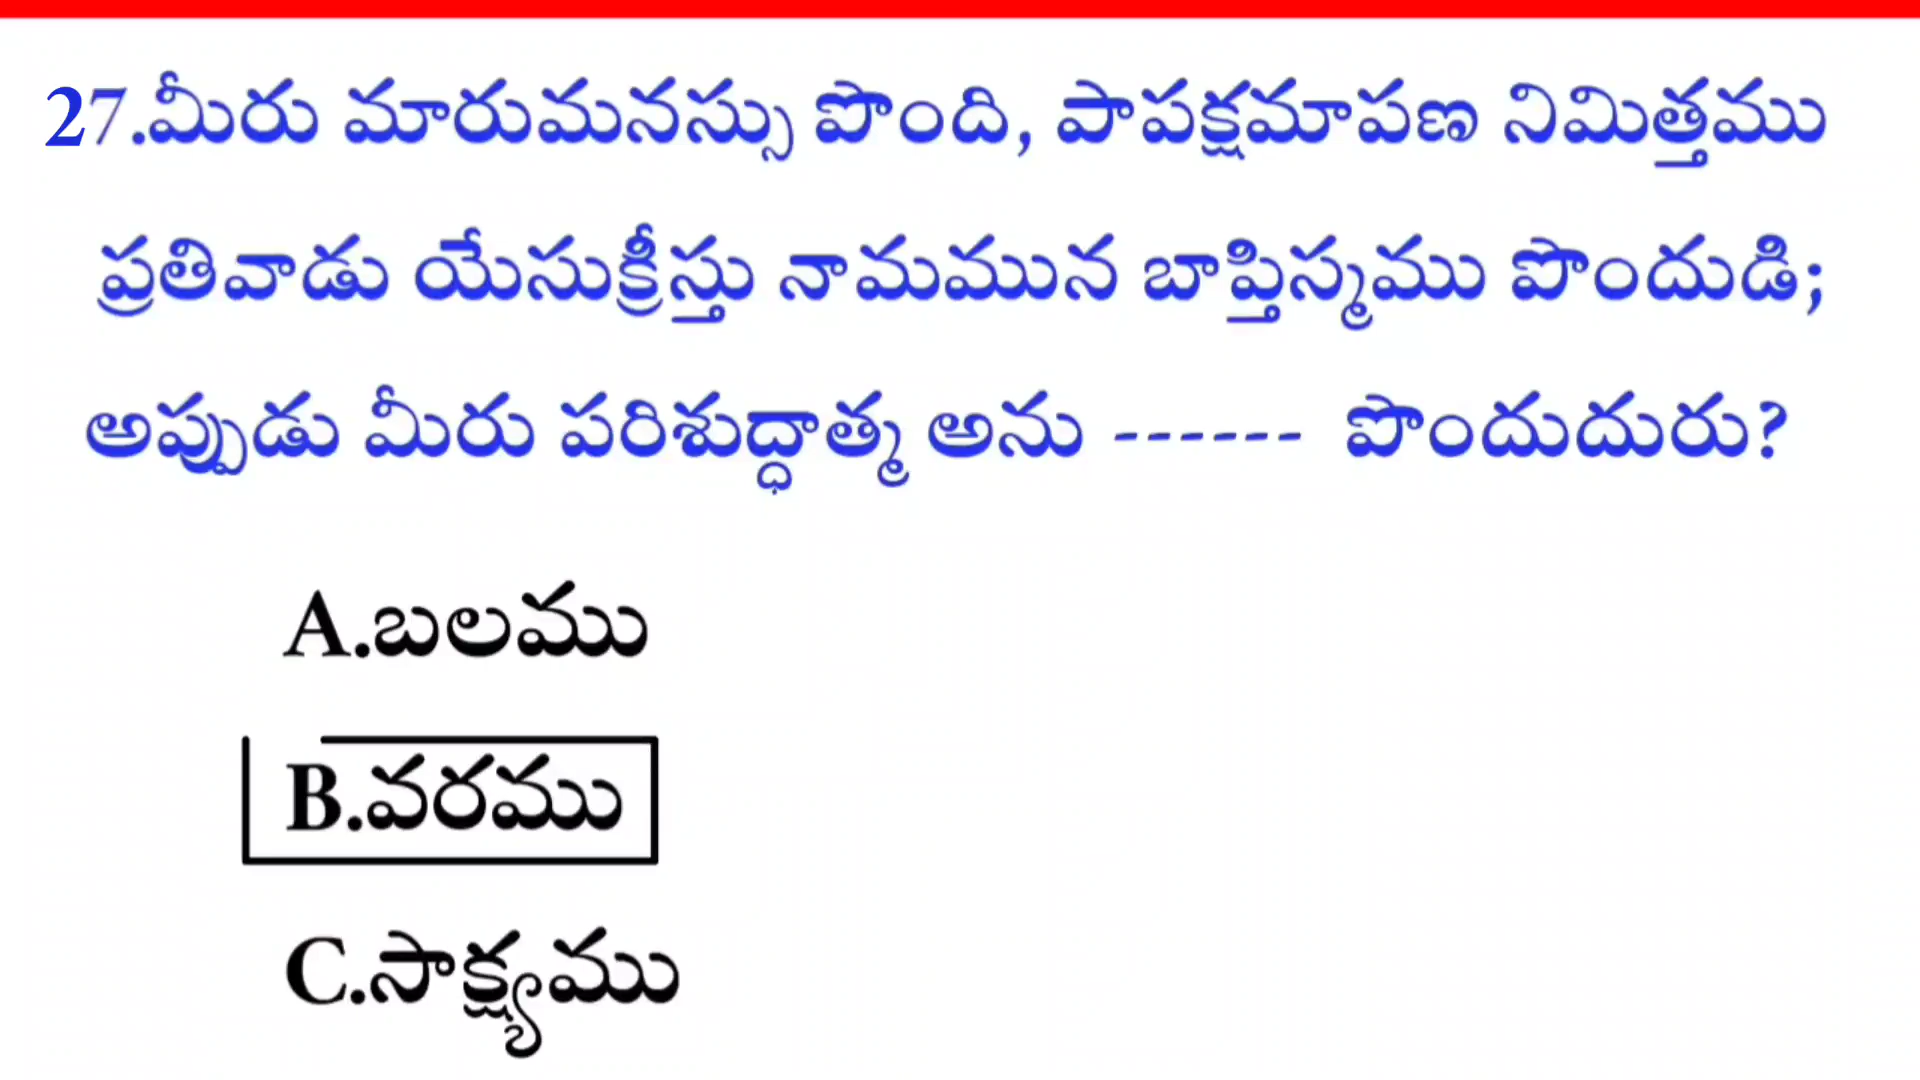 27.మీరు మారుమనస్సు పొంది, పాపక్షమాపణ నిమిత్తము
ప్రతివాడు యేసుక్రీస్తు నామమున బాప్తిస్మము పొందుడి;
అప్పుడు మీరు పరిశుద్ధాత్మ అను ------ పొందుదురు?
A.బలము
B.వరము
C.సాక్ష్యము